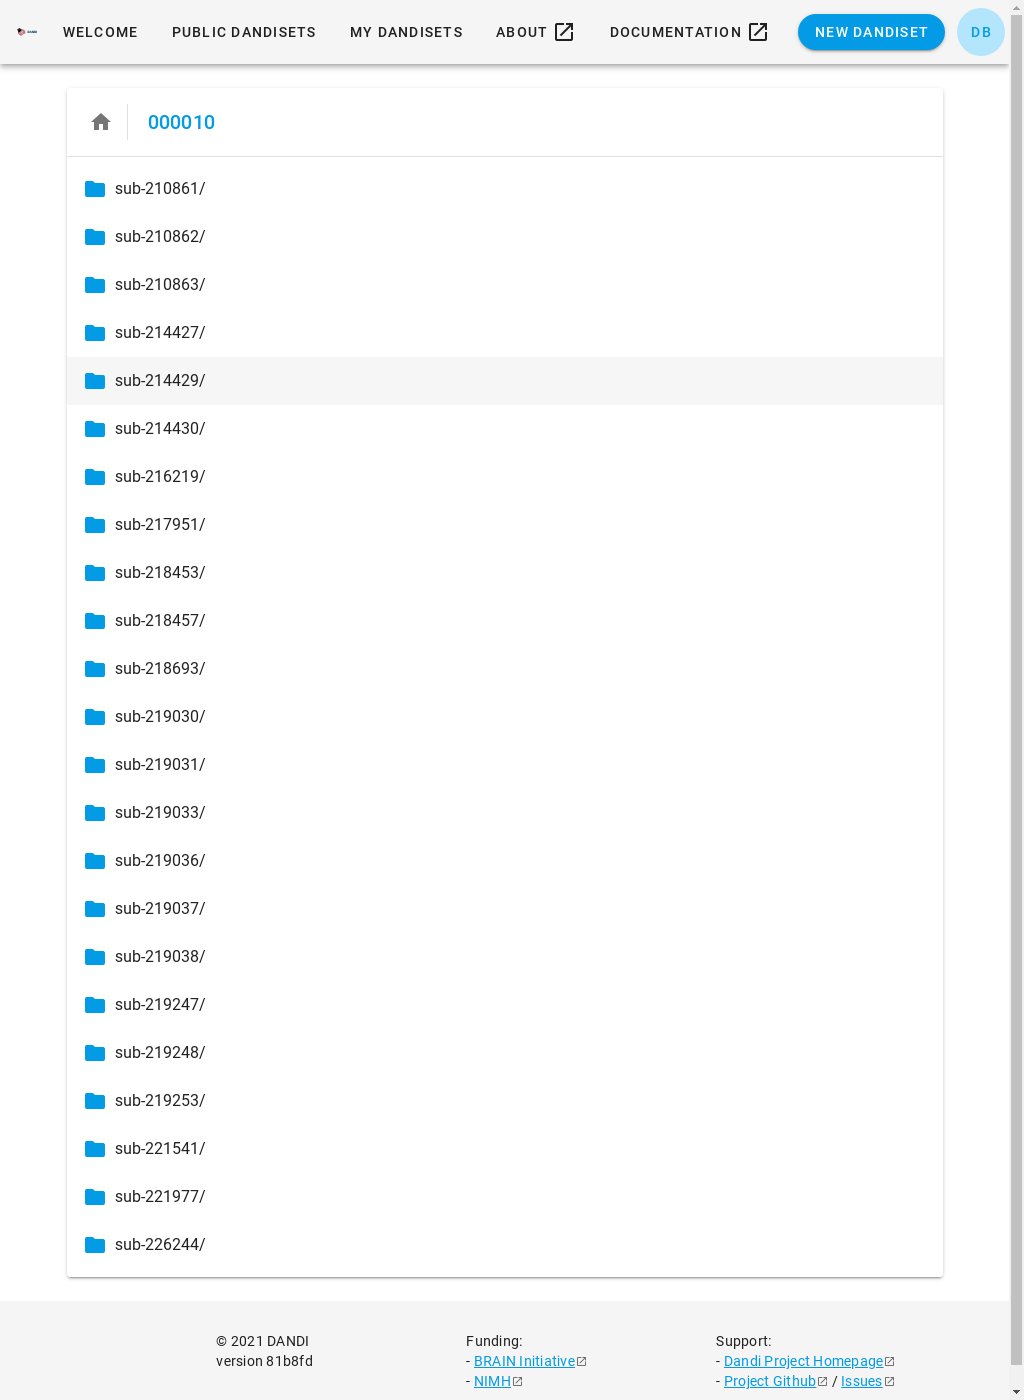 WELCOME PUBLIC DANDISETS MY DANDISETS ABOUT DOCUMENTATION NEW DANDISET DB
000010
sub-210861/
sub-210862/
sub-210863/
sub-214427/
sub-214429/
sub-214430/
sub-216219/
sub-217951/
sub-218453/
sub-218457/
sub-218693/
sub-219030/
sub-219031/
sub-219033/
sub-219036/
sub-219037/
sub-219038/
sub-219247/
sub-219248/
sub-219253/
sub-221541/
sub-221977/
sub-226244/
© 2021 DANDI
version 81b8fd
Funding:
- BRAIN Initiative
- NIMH
Support:
- Dandi Project Homepage
- Project Github / Issues